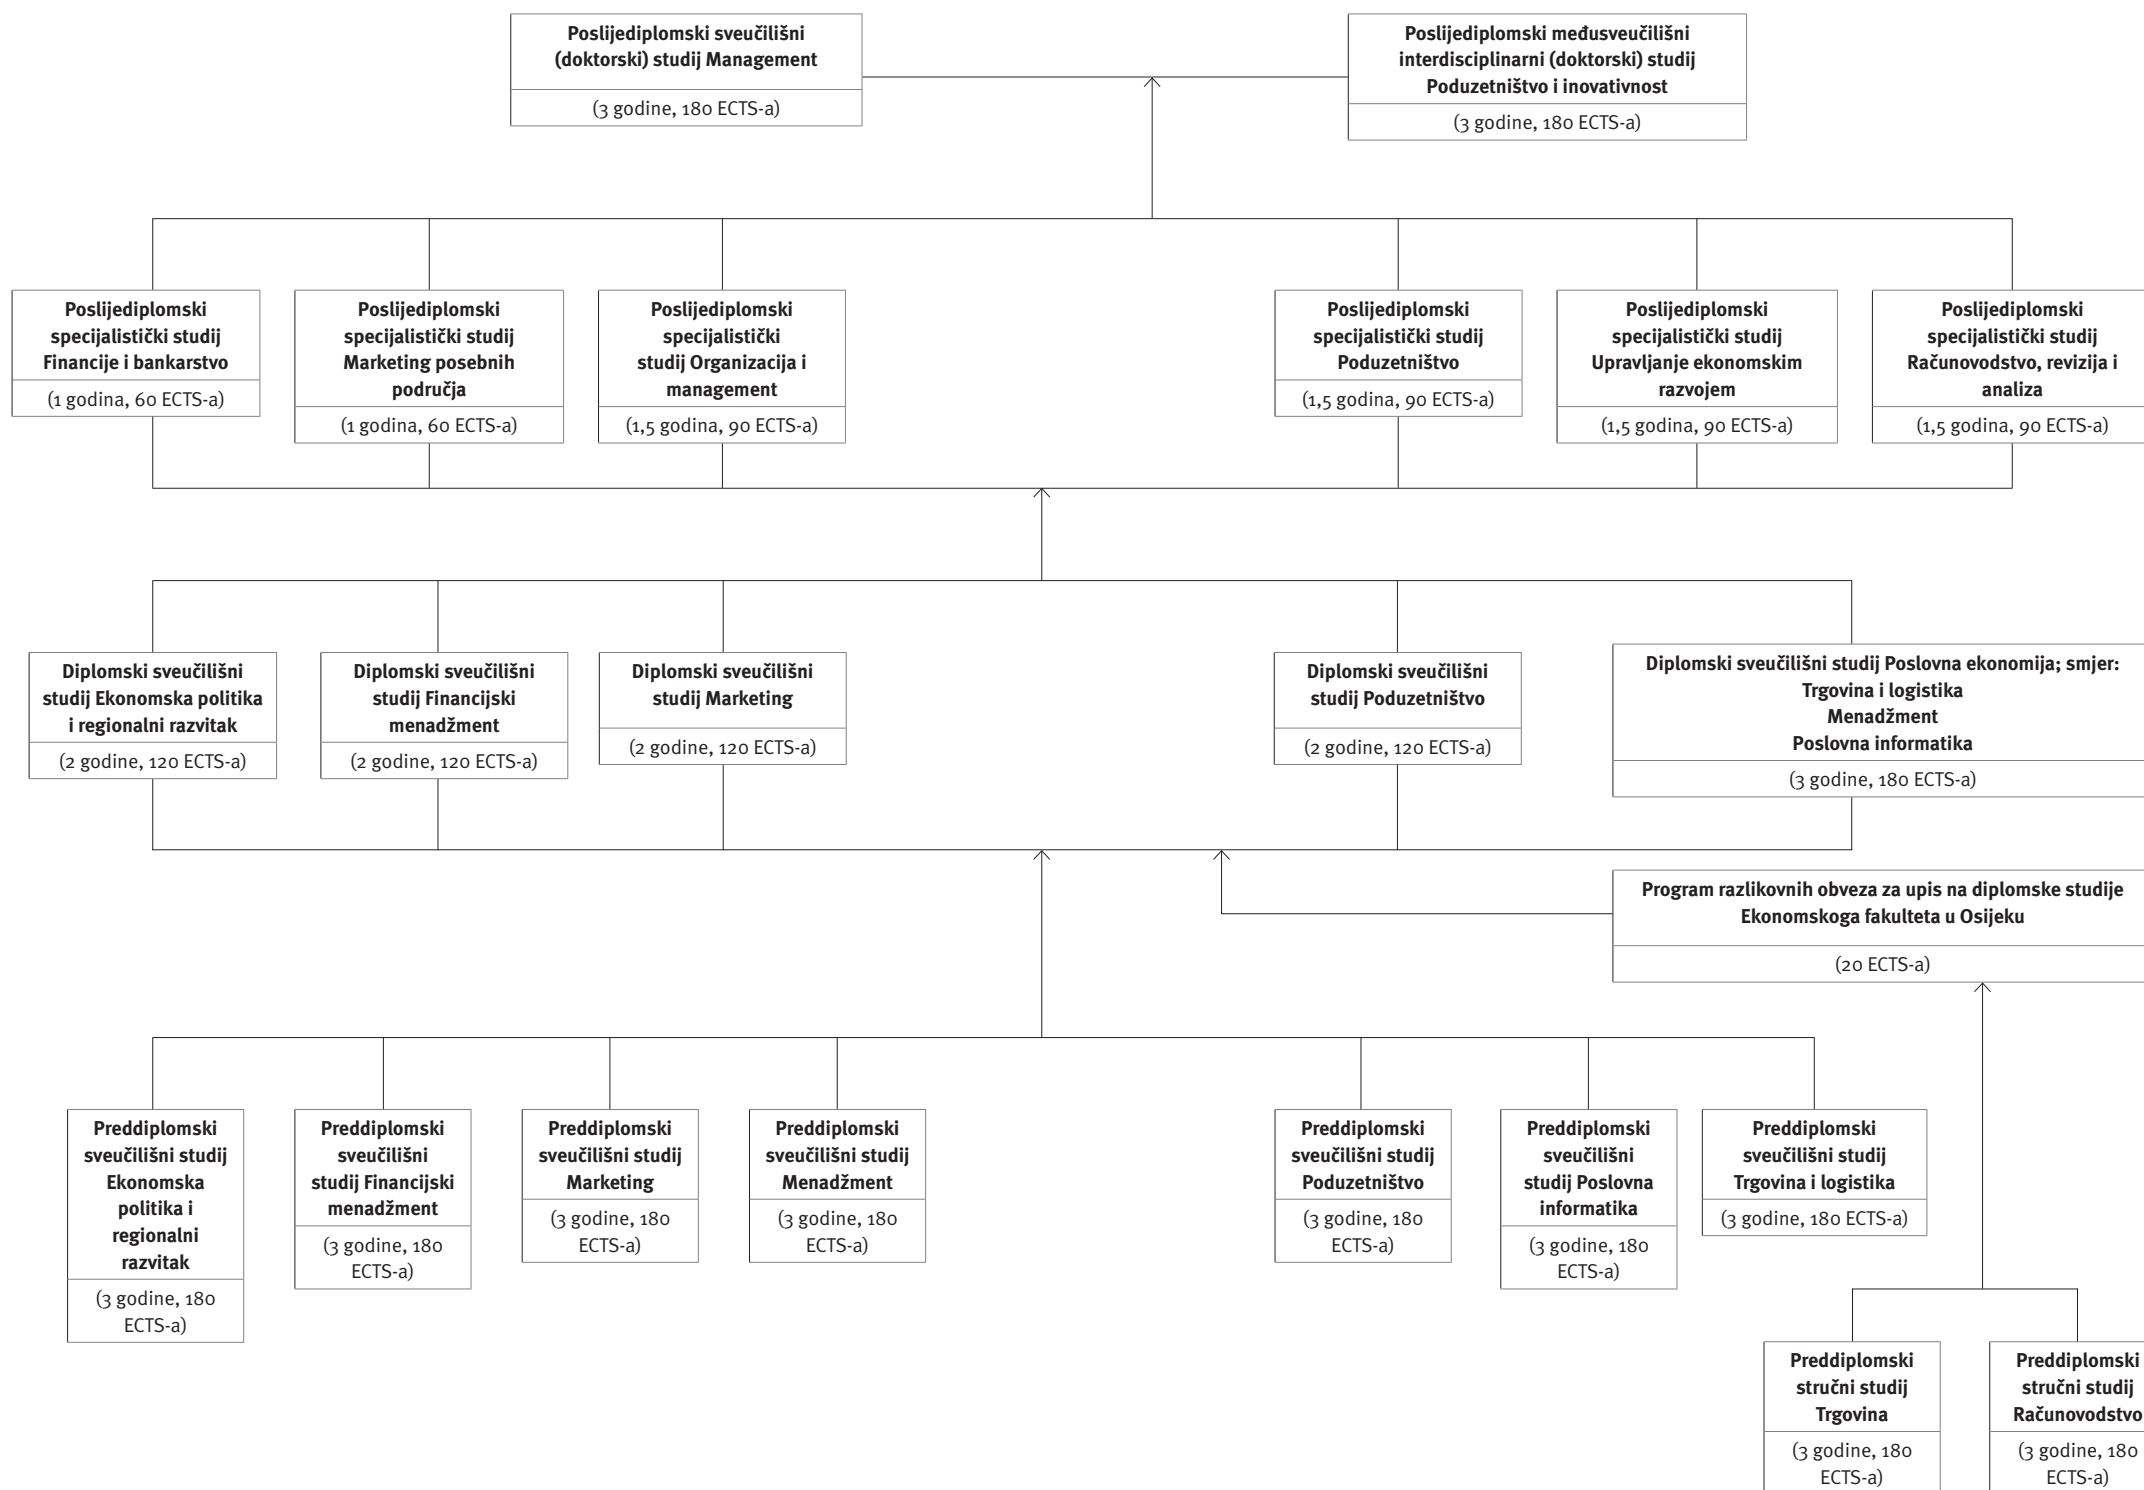 Poslijediplomski sveučilišni
(doktorski) studij Management
(3 godine, 180 ECTS-a)
Poslijediplomski međusveučilišni
interdisciplinarni (doktorski) studij
Poduzetništvo i inovativnost
(3 godine, 180 ECTS-a)
Poslijediplomski
specijalistički studij
Financije i bankarstvo
(1 godina, 60 ECTS-a)
Poslijediplomski
specijalistički studij
Marketing posebnih
područja
(1 godina, 60 ECTS-a)
Poslijediplomski
specijalistički
studij Organizacija i
management
(1,5 godina, 90 ECTS-a)
Poslijediplomski
specijalistički studij
Poduzetništvo
(1,5 godina, 90 ECTS-a)
Poslijediplomski
specijalistički studij
Upravljanje ekonomskim
razvojem
(1,5 godina, 90 ECTS-a)
Poslijediplomski
specijalistički studij
Računovodstvo, revizija i
analiza
(1,5 godina, 90 ECTS-a)
Diplomski sveučilišni
studij Ekonomska politika
i regionalni razvitak
(2 godine, 120 ECTS-a)
Diplomski sveučilišni
studij Financijski
menadžment
(2 godine, 120 ECTS-a)
Diplomski sveučilišni
studij Marketing
(2 godine, 120 ECTS-a)
Diplomski sveučilišni
studij Poduzetništvo
(2 godine, 120 ECTS-a)
Diplomski sveučilišni studij Poslovna ekonomija; smjer:
Trgovina i logistika
Menadžment
Poslovna informatika
(3 godine, 180 ECTS-a)
Program razlikovnih obveza za upis na diplomske studije
Ekonomskoga fakulteta u Osijeku
(20 ECTS-a)
Preddiplomski
sveučilišni studij
Ekonomska
politika i
regionalni
razvitak
(3 godine, 180
ECTS-a)
Preddiplomski
sveučilišni
studij Financijski
menadžment
(3 godine, 180
ECTS-a)
Preddiplomski
sveučilišni studij
Marketing
(3 godine, 180
ECTS-a)
Preddiplomski
sveučilišni studij
Menadžment
(3 godine, 180
ECTS-a)
Preddiplomski
sveučilišni studij
Poduzetništvo
(3 godine, 180
ECTS-a)
Preddiplomski
sveučilišni
studij Poslovna
informatika
(3 godine, 180
ECTS-a)
Preddiplomski
sveučilišni studij
Trgovina i logistika
(3 godine, 180 ECTS-a)
Preddiplomski
stručni studij
Trgovina
(3 godine, 180
ECTS-a)
Preddiplomski
stručni studij
Računovodstvo
(3 godine, 180
ECTS-a)